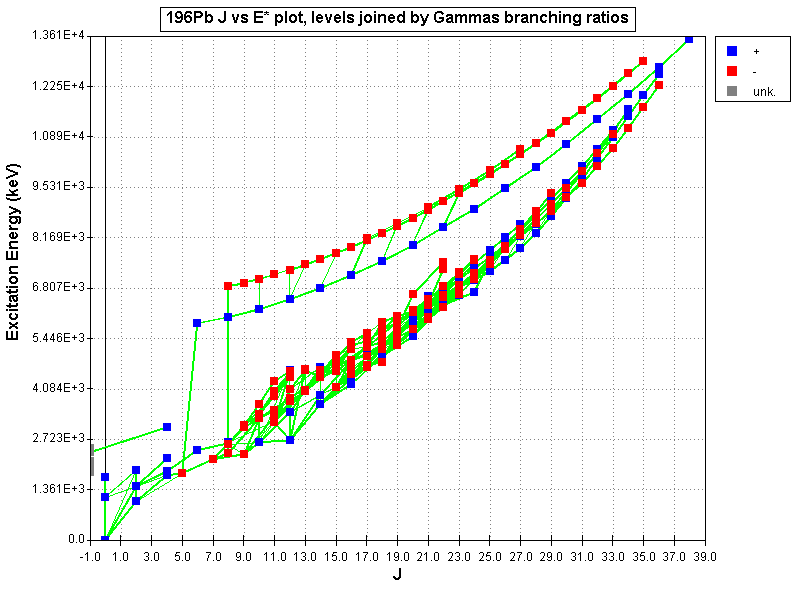 196Pb J vs E* plot, levels joined by Gammas branching ratios
+
-
unk.
Excitation Energy (keV)
1.361E+4
1.225E+4
1.089E+4
9.531E+3
8.169E+3
6.807E+3
5.446E+3
4.084E+3
2.723E+3
1.361E+3
0.0
-1.0 1.0 3.0 5.0 7.0 9.0 11.0 13.0 15.0 17.0 19.0 21.0 23.0 25.0 27.0 29.0 31.0 33.0 35.0 37.0 39.0
J